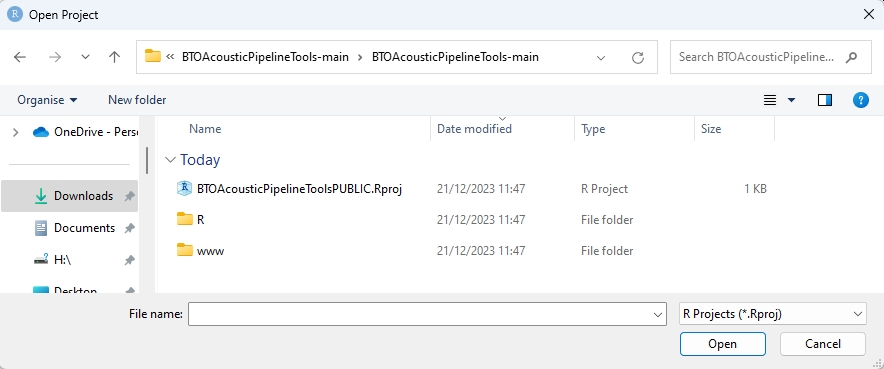 Open Project
« BTOAcousticPipelineTools-main > BTOAcousticPipelineTools-main
Search BTOAcousticPipeline...
Organise New folder
Name Date modified Type Size
OneDrive - Perso
Today
Downloads
BTOAcousticPipelineToolsPUBLIC.Rproj 21/12/2023 11:47 R Project 1 KB
Documents
R 21/12/2023 11:47 File folder
H:\
www 21/12/2023 11:47 File folder
Desktop
File name: R Projects (*.Rproj)
Open Cancel